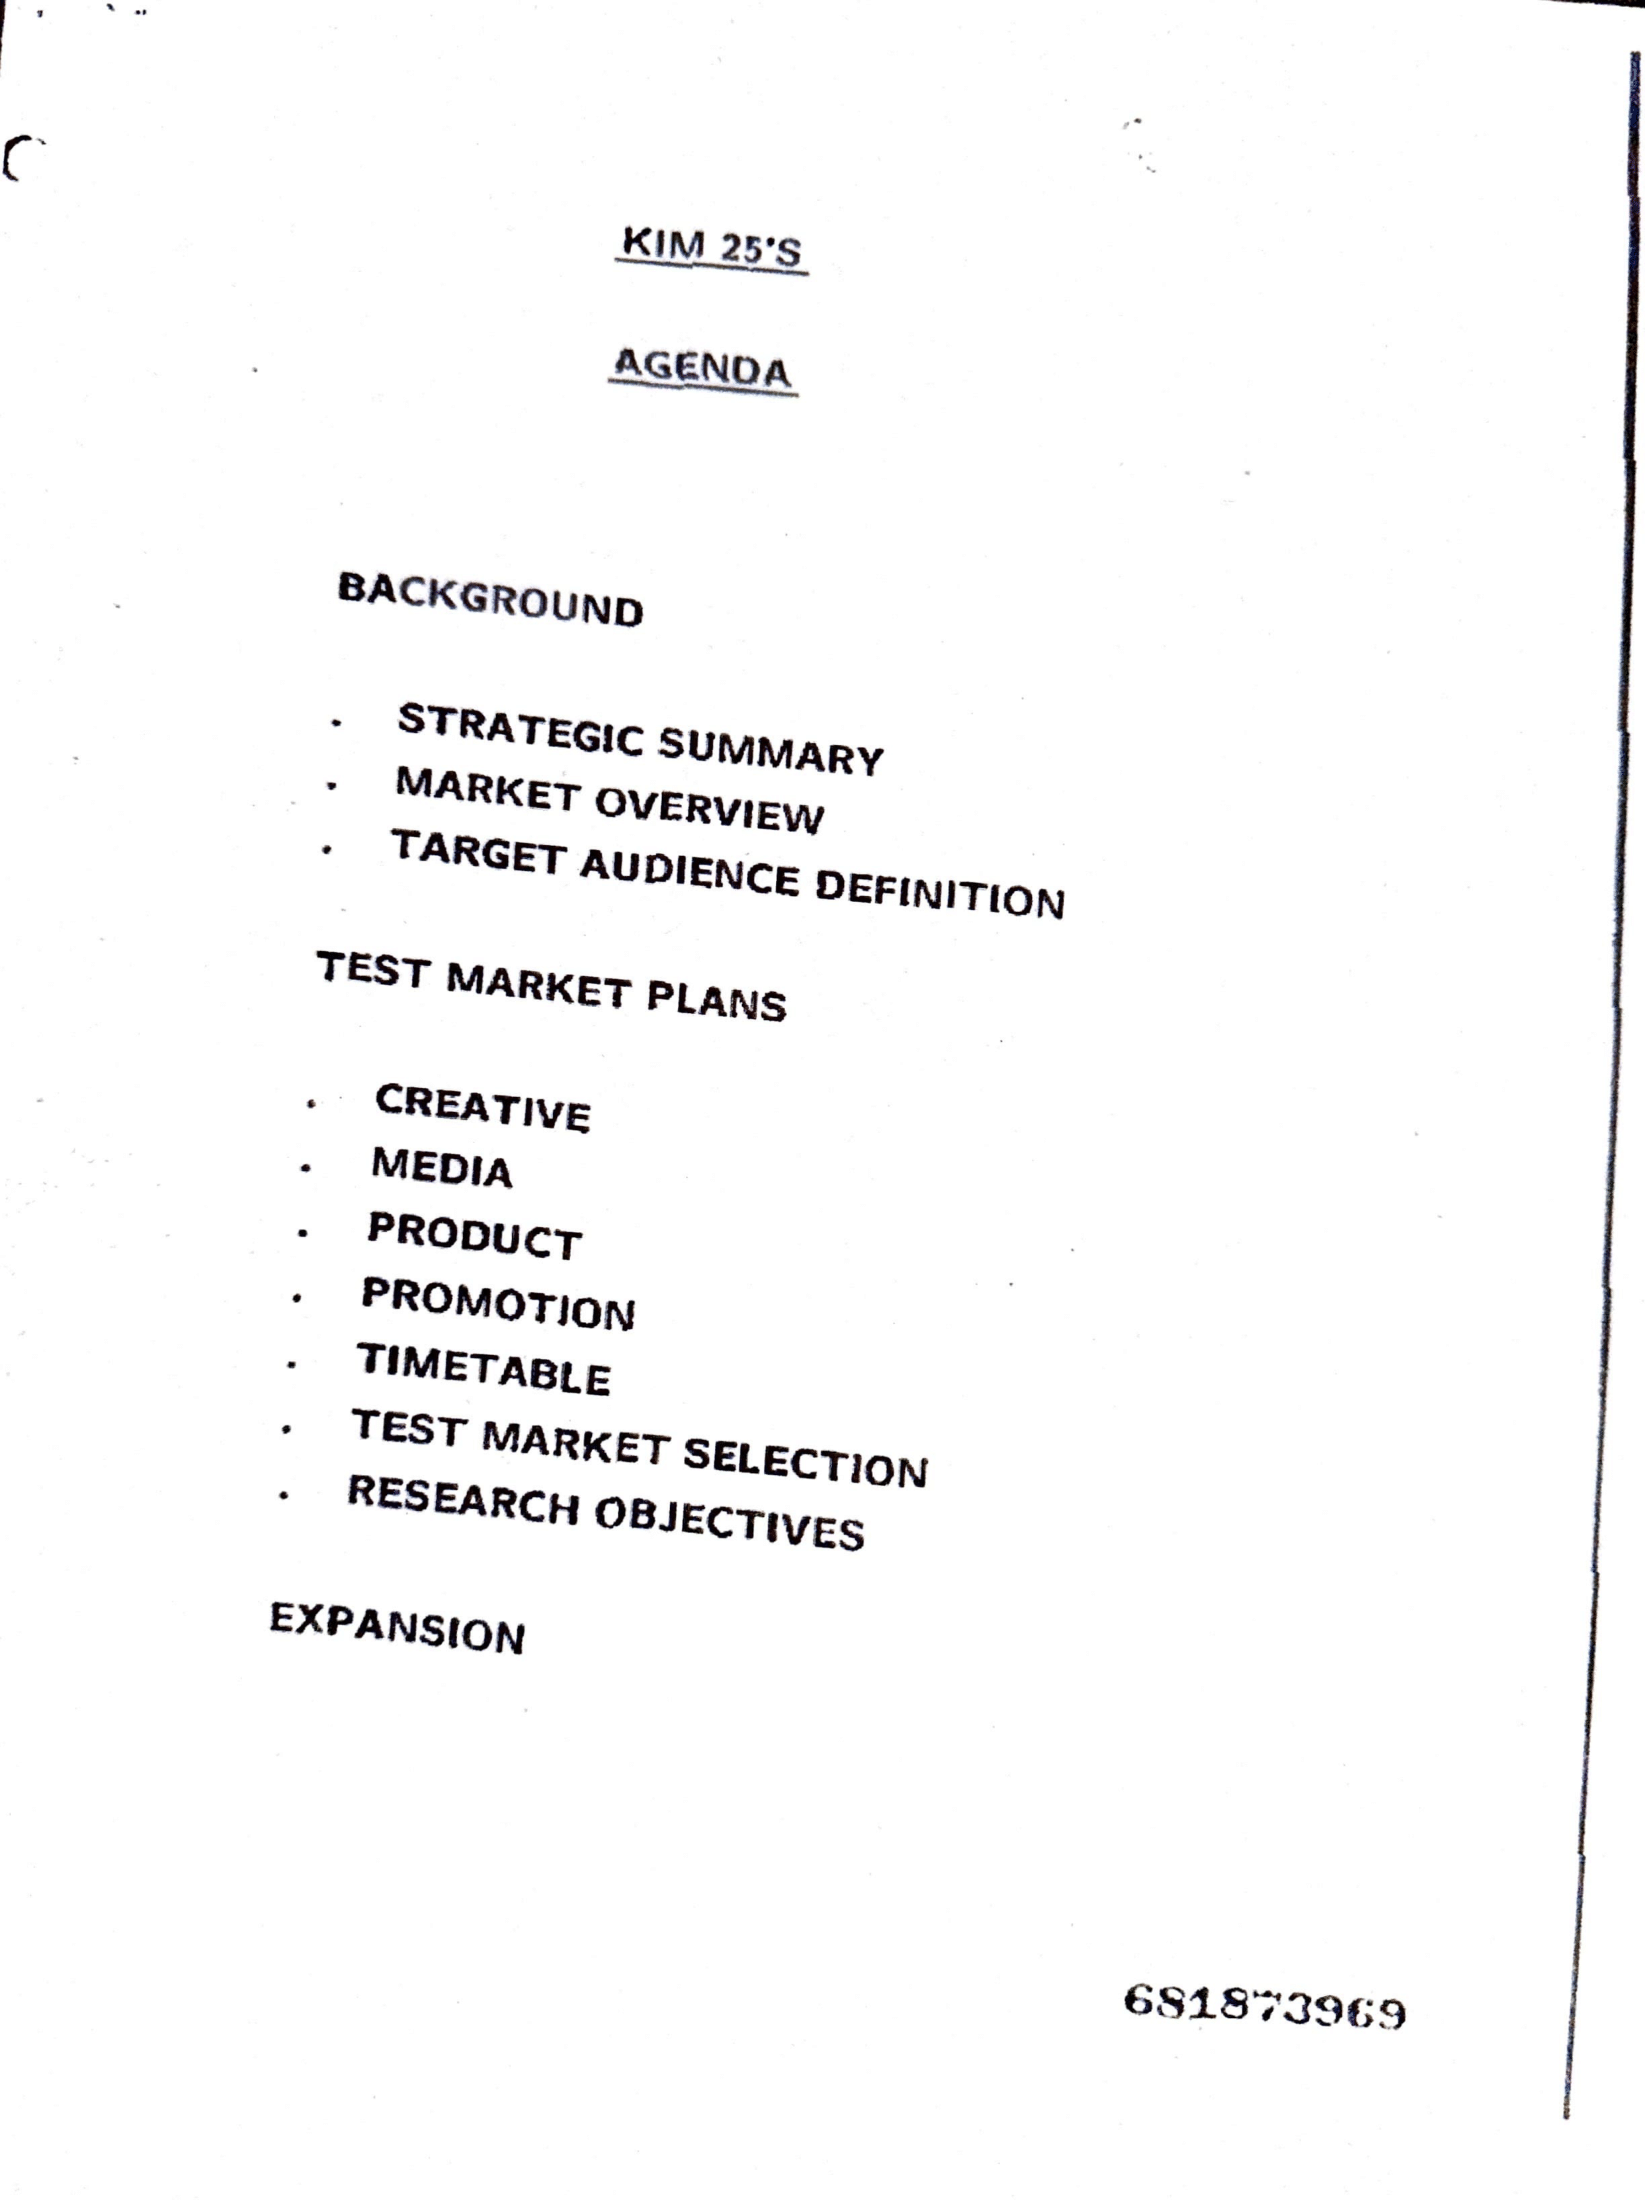 KIM 25'S
AGENDA
BACKGROUND
. STRATEGIC SUMMARY
. MARKET OVERVIEW
. TARGET AUDIENCE DEFINITION
TEST MARKET PLANS
. CREATIVE
. MEDIA
. PRODUCT
. PROMOTION
. TIMETABLE
. TEST MARKET SELECTION
. RESEARCH OBJECTIVES
EXPANSION
681873969